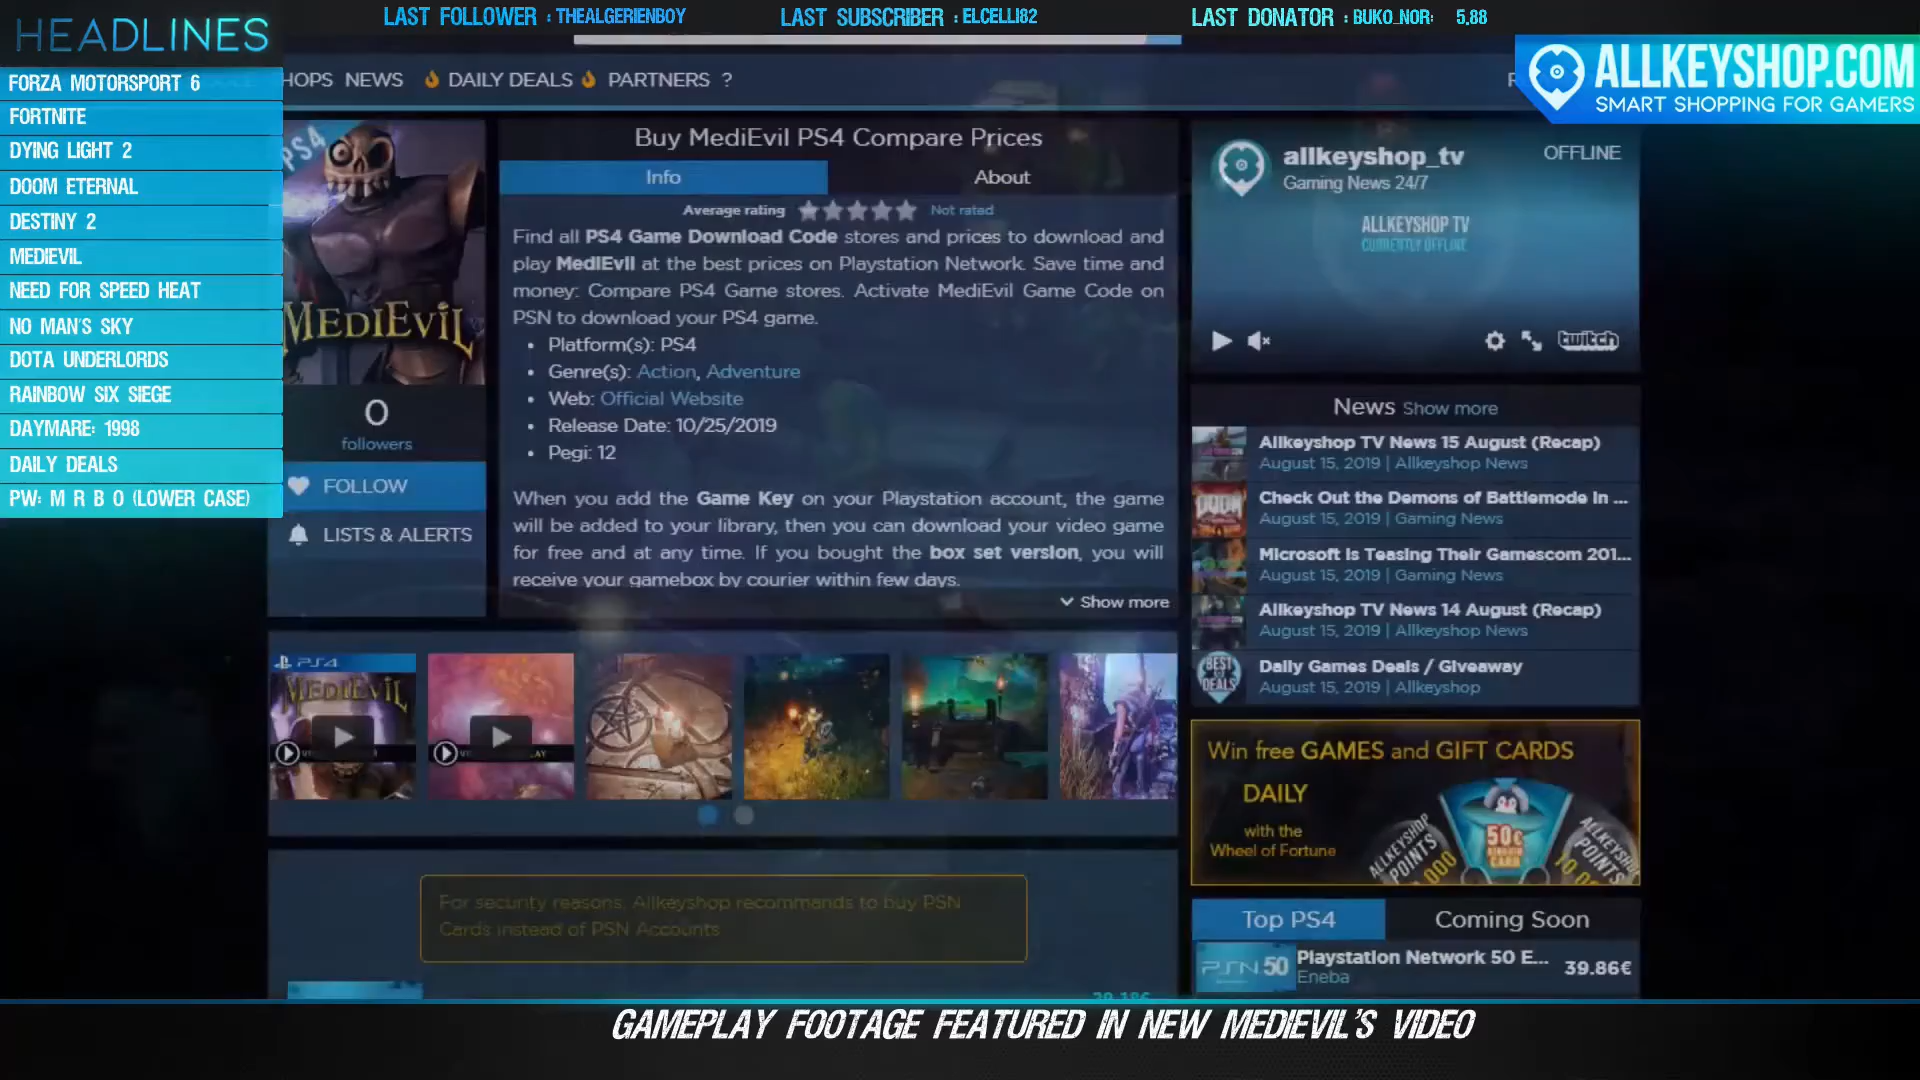 HEADLINES
LAST FOLLOWER : THEALGERIENBOY
LAST SUBSCRIBER : ELCELLI82
LAST DONATOR : BUKO_NOR: 5.88
ALLKEYSHOP.COM
SMART SHOPPING FOR GAMERS
FORZA MOTORSPORT 6
FORTNITE
DYING LIGHT 2
DOOM ETERNAL
DESTINY 2
MEDIEVIL
NEED FOR SPEED HEAT
NO MAN'S SKY
DOTA UNDERLORDS
RAINBOW SIX SIEGE
DAYMARE: 1998
DAILY DEALS
PW: M R B O (LOWER CASE)
SHOPS NEWS DAILY DEALS PARTNERS ?
PS4
MEDIEVIL
0
followers
FOLLOW
LISTS & ALERTS
Buy MediEvil PS4 Compare Prices
Info About
Average rating Not rated
Find all PS4 Game Download Code stores and prices to download and
play MediEvil at the best prices on Playstation Network. Save time and
money: Compare PS4 Game stores. Activate MediEvil Game Code on
PSN to download your PS4 game.
• Platform(s): PS4
• Genre(s): Action, Adventure
• Web: Official Website
• Release Date: 10/25/2019
• Pegi: 12
When you add the Game Key on your Playstation account, the game
will be added to your library, then you can download your video game
for free and at any time. If you bought the box set version, you will
receive your gamebox by courier within few days.
Show more
PS4
MEDIEVIL
For security reasons, Allkeyshop recommands to buy PSN
Cards instead of PSN Accounts
allkeyshop_tv OFFLINE
Gaming News 24/7
ALLKEYSHOP TV
CURRENTLY OFFLINE
twitch
News Show more
Allkeyshop TV News 15 August (Recap)
August 15, 2019 | Allkeyshop News
Check Out the Demons of Battlemode In ...
August 15, 2019 | Gaming News
DOOM
Microsoft Is Teasing Their Gamescom 201...
August 15, 2019 | Gaming News
Allkeyshop TV News 14 August (Recap)
August 15, 2019 | Allkeyshop News
BEST DEALS
Daily Games Deals / Giveaway
August 15, 2019 | Allkeyshop
Win free GAMES and GIFT CARDS
DAILY
with the
Wheel of Fortune
ALLKEYSHOP
POINTS
50€
Top PS4 Coming Soon
PSN 50
Playstation Network 50 E... 39.86€
Eneba
GAMEPLAY FOOTAGE FEATURED IN NEW MEDIEVIL'S VIDEO